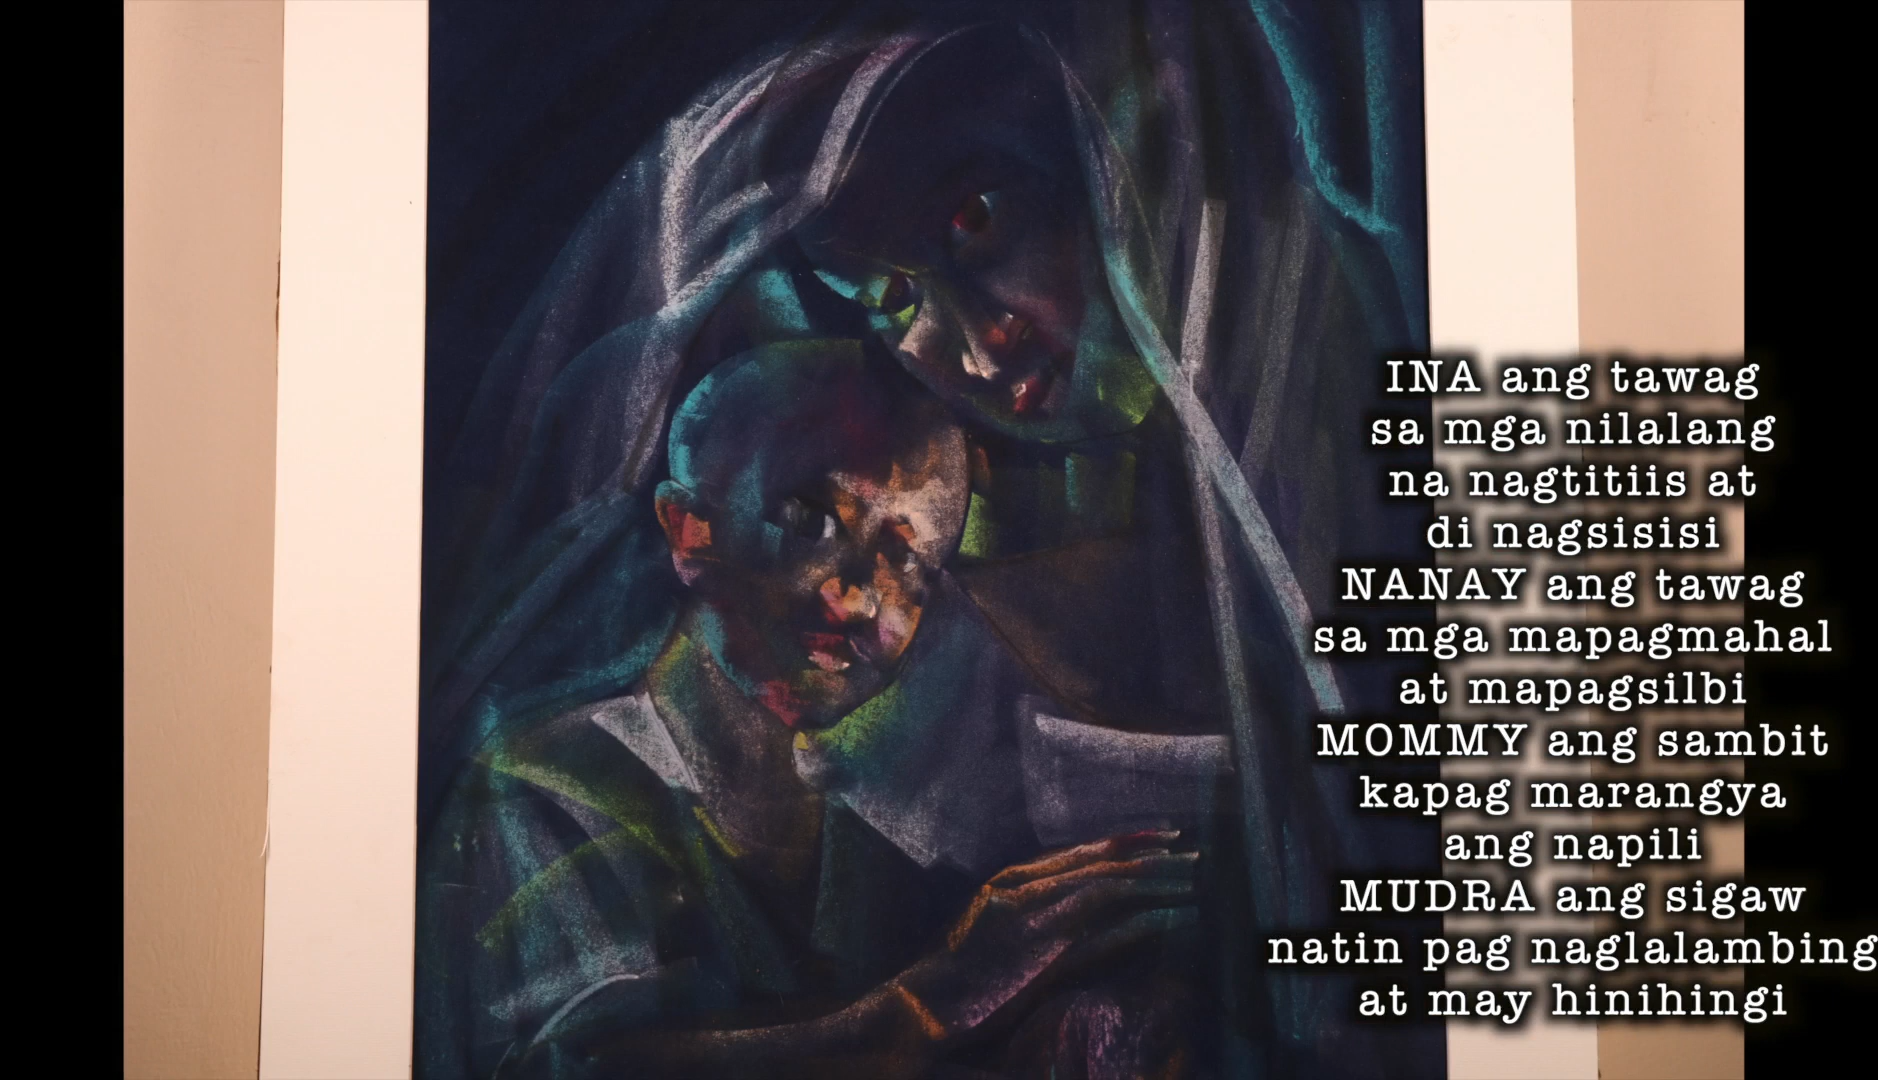 INA ang tawag
sa mga nilalang
na nagtitiis at
di nagsisisi
NANAY ang tawag
sa mga mapagmahal
at mapagsilbi
MOMMY ang sambit
kapag marangya
ang napili
MUDRA ang sigaw
natin pag naglalambing
at may hinihingi